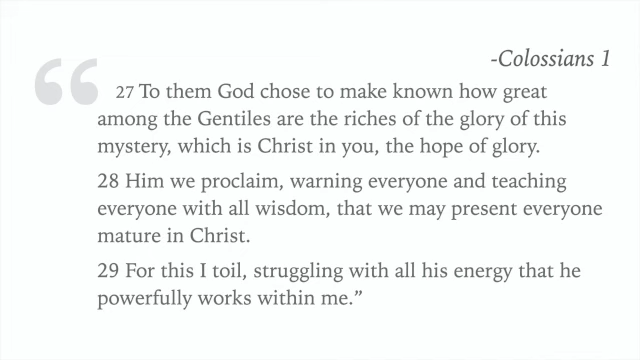 -Colossians 1
“ 27 To them God chose to make known how great
among the Gentiles are the riches of the glory of this
mystery, which is Christ in you, the hope of glory.
28 Him we proclaim, warning everyone and teaching
everyone with all wisdom, that we may present everyone
mature in Christ.
29 For this I toil, struggling with all his energy that he
powerfully works within me.”